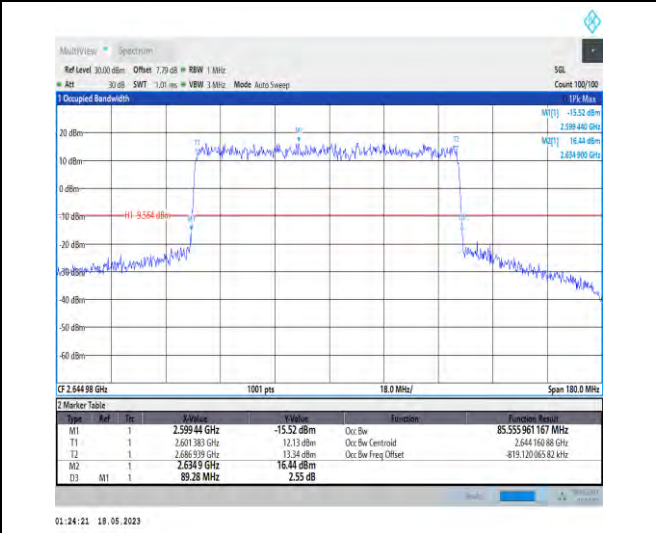 MultiView Spectrum
Ref Level 30.00 dBm Offset 7.79 dB RBW 1 MHz SGL
Att 30 dB SWT 1.01 ms VBW 3 MHz Mode Auto Sweep Count 100/100
1 Occupied Bandwidth 1Pk Max
M1[1] -15.52 dBm
2.599 440 GHz
M2[1] 16.44 dBm
2.634 900 GHz
20 dBm
T1
M2
T2
10 dBm
0 dBm
-10 dBm
H1 -9.564 dBm
M1
-20 dBm
-30 dBm
-40 dBm
-50 dBm
-60 dBm
CF 2.644 98 GHz 1001 pts 18.0 MHz/ Span 180.0 MHz
2 Marker Table
Type Ref Trc X-Value Y-Value Function Function Result
M1 1 2.599 44 GHz -15.52 dBm Occ Bw 85.555 961 167 MHz
T1 1 2.601 383 GHz 12.13 dBm Occ Bw Centroid 2.644 160 88 GHz
T2 1 2.686 939 GHz 13.34 dBm Occ Bw Freq Offset -819.120 065 82 kHz
M2 1 2.634 9 GHz 16.44 dBm
D3 M1 1 89.28 MHz 2.55 dB
01:24:21 18.05.2023